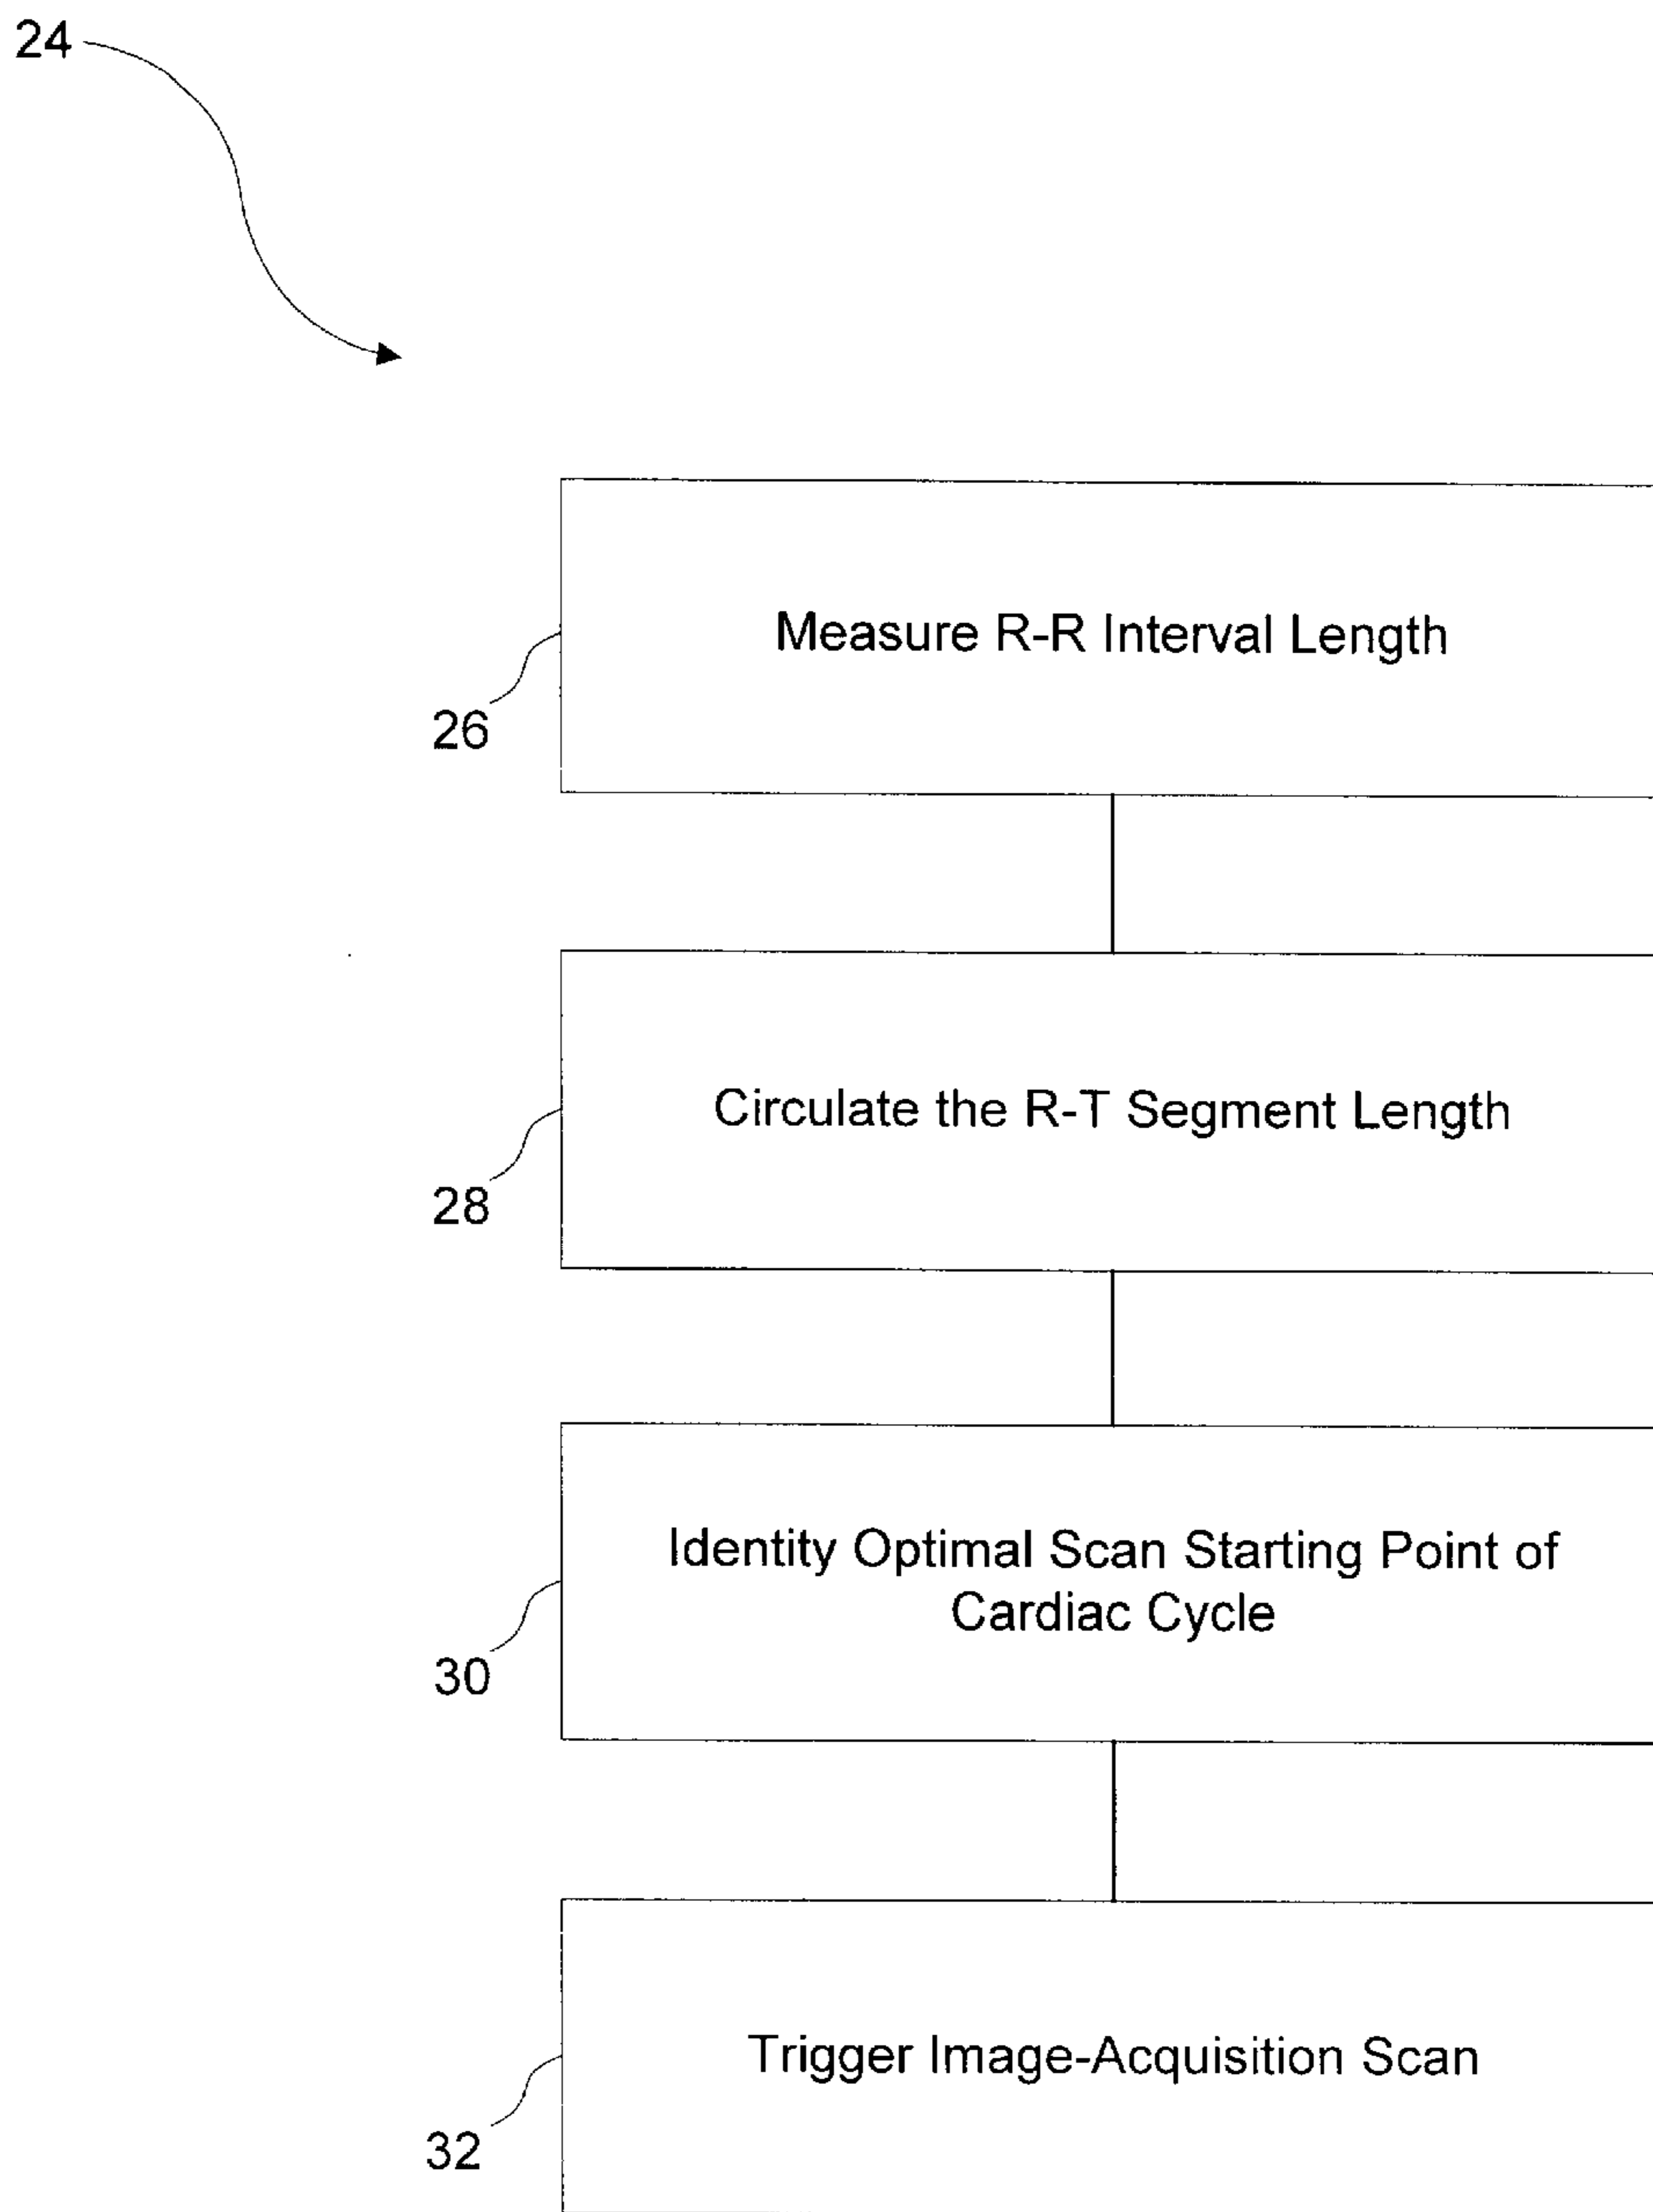 24
Measure R-R Interval Length
26
Circulate the R-T Segment Length
28
Identity Optimal Scan Starting Point of
Cardiac Cycle
30
Trigger Image-Acquisition Scan
32